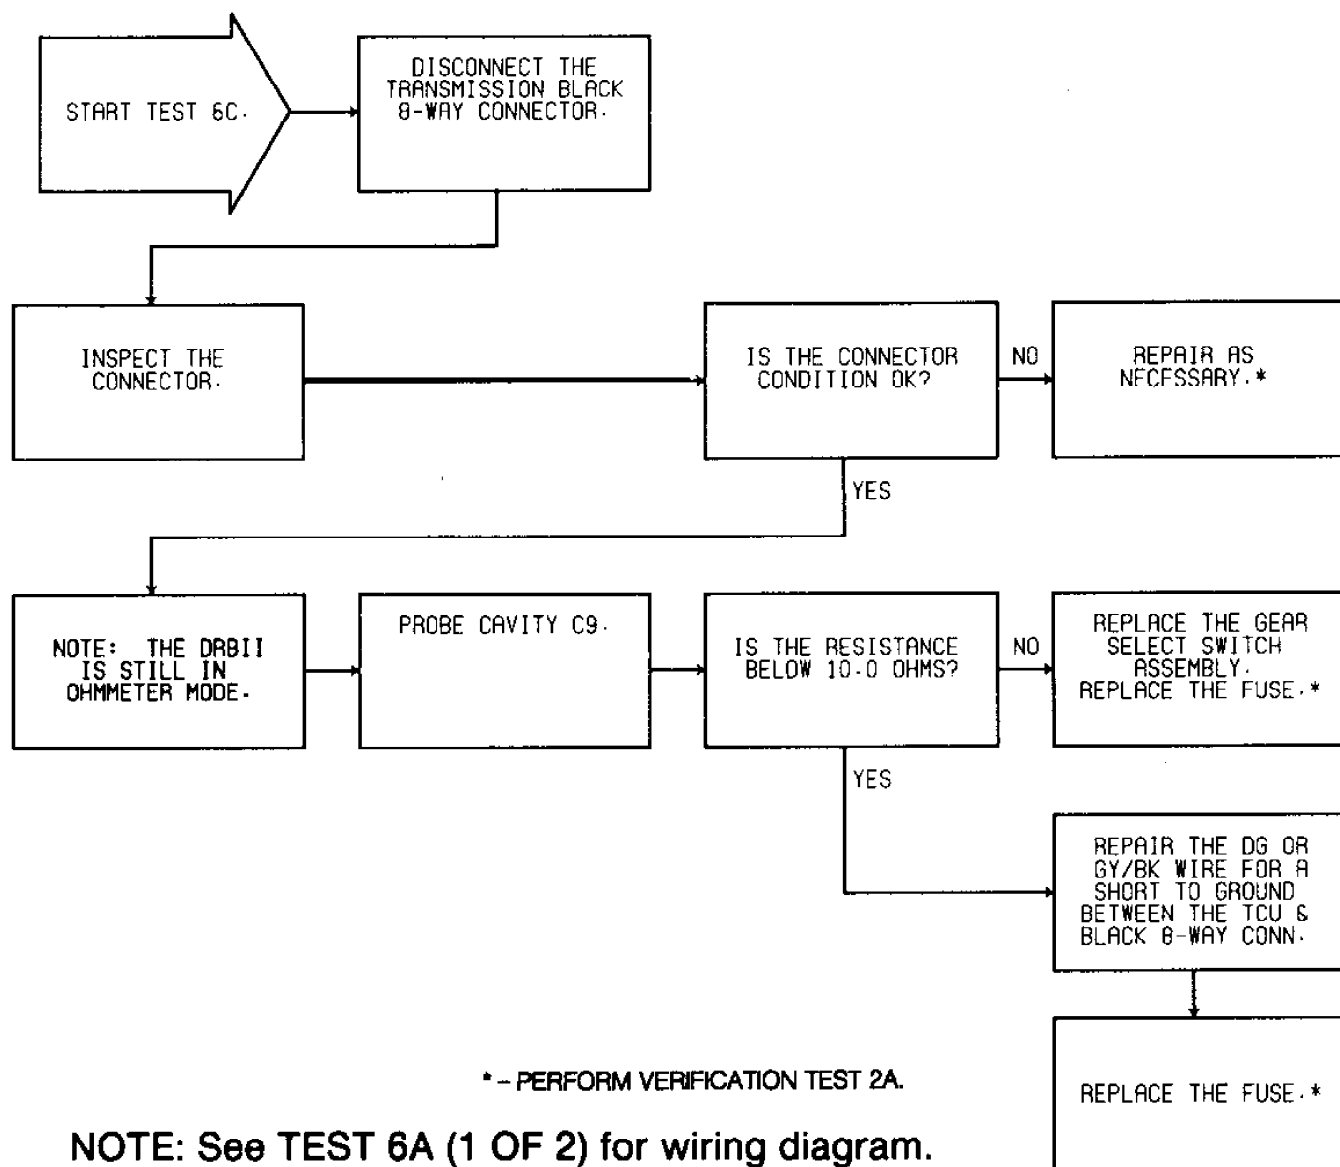 START TEST 6C.
DISCONNECT THE
TRANSMISSION BLACK
8-WAY CONNECTOR.
INSPECT THE
CONNECTOR.
IS THE CONNECTOR
CONDITION OK?
NO
REPAIR AS
NECESSARY.*
YES
NOTE: THE DRBII
IS STILL IN
OHMMETER MODE.
PROBE CAVITY C9.
IS THE RESISTANCE
BELOW 10.0 OHMS?
NO
REPLACE THE GEAR
SELECT SWITCH
ASSEMBLY.
REPLACE THE FUSE.*
YES
REPAIR THE DG OR
GY/BK WIRE FOR A
SHORT TO GROUND
BETWEEN THE TCU &
BLACK 8-WAY CONN.
REPLACE THE FUSE.*
* - PERFORM VERIFICATION TEST 2A.
NOTE: See TEST 6A (1 OF 2) for wiring diagram.